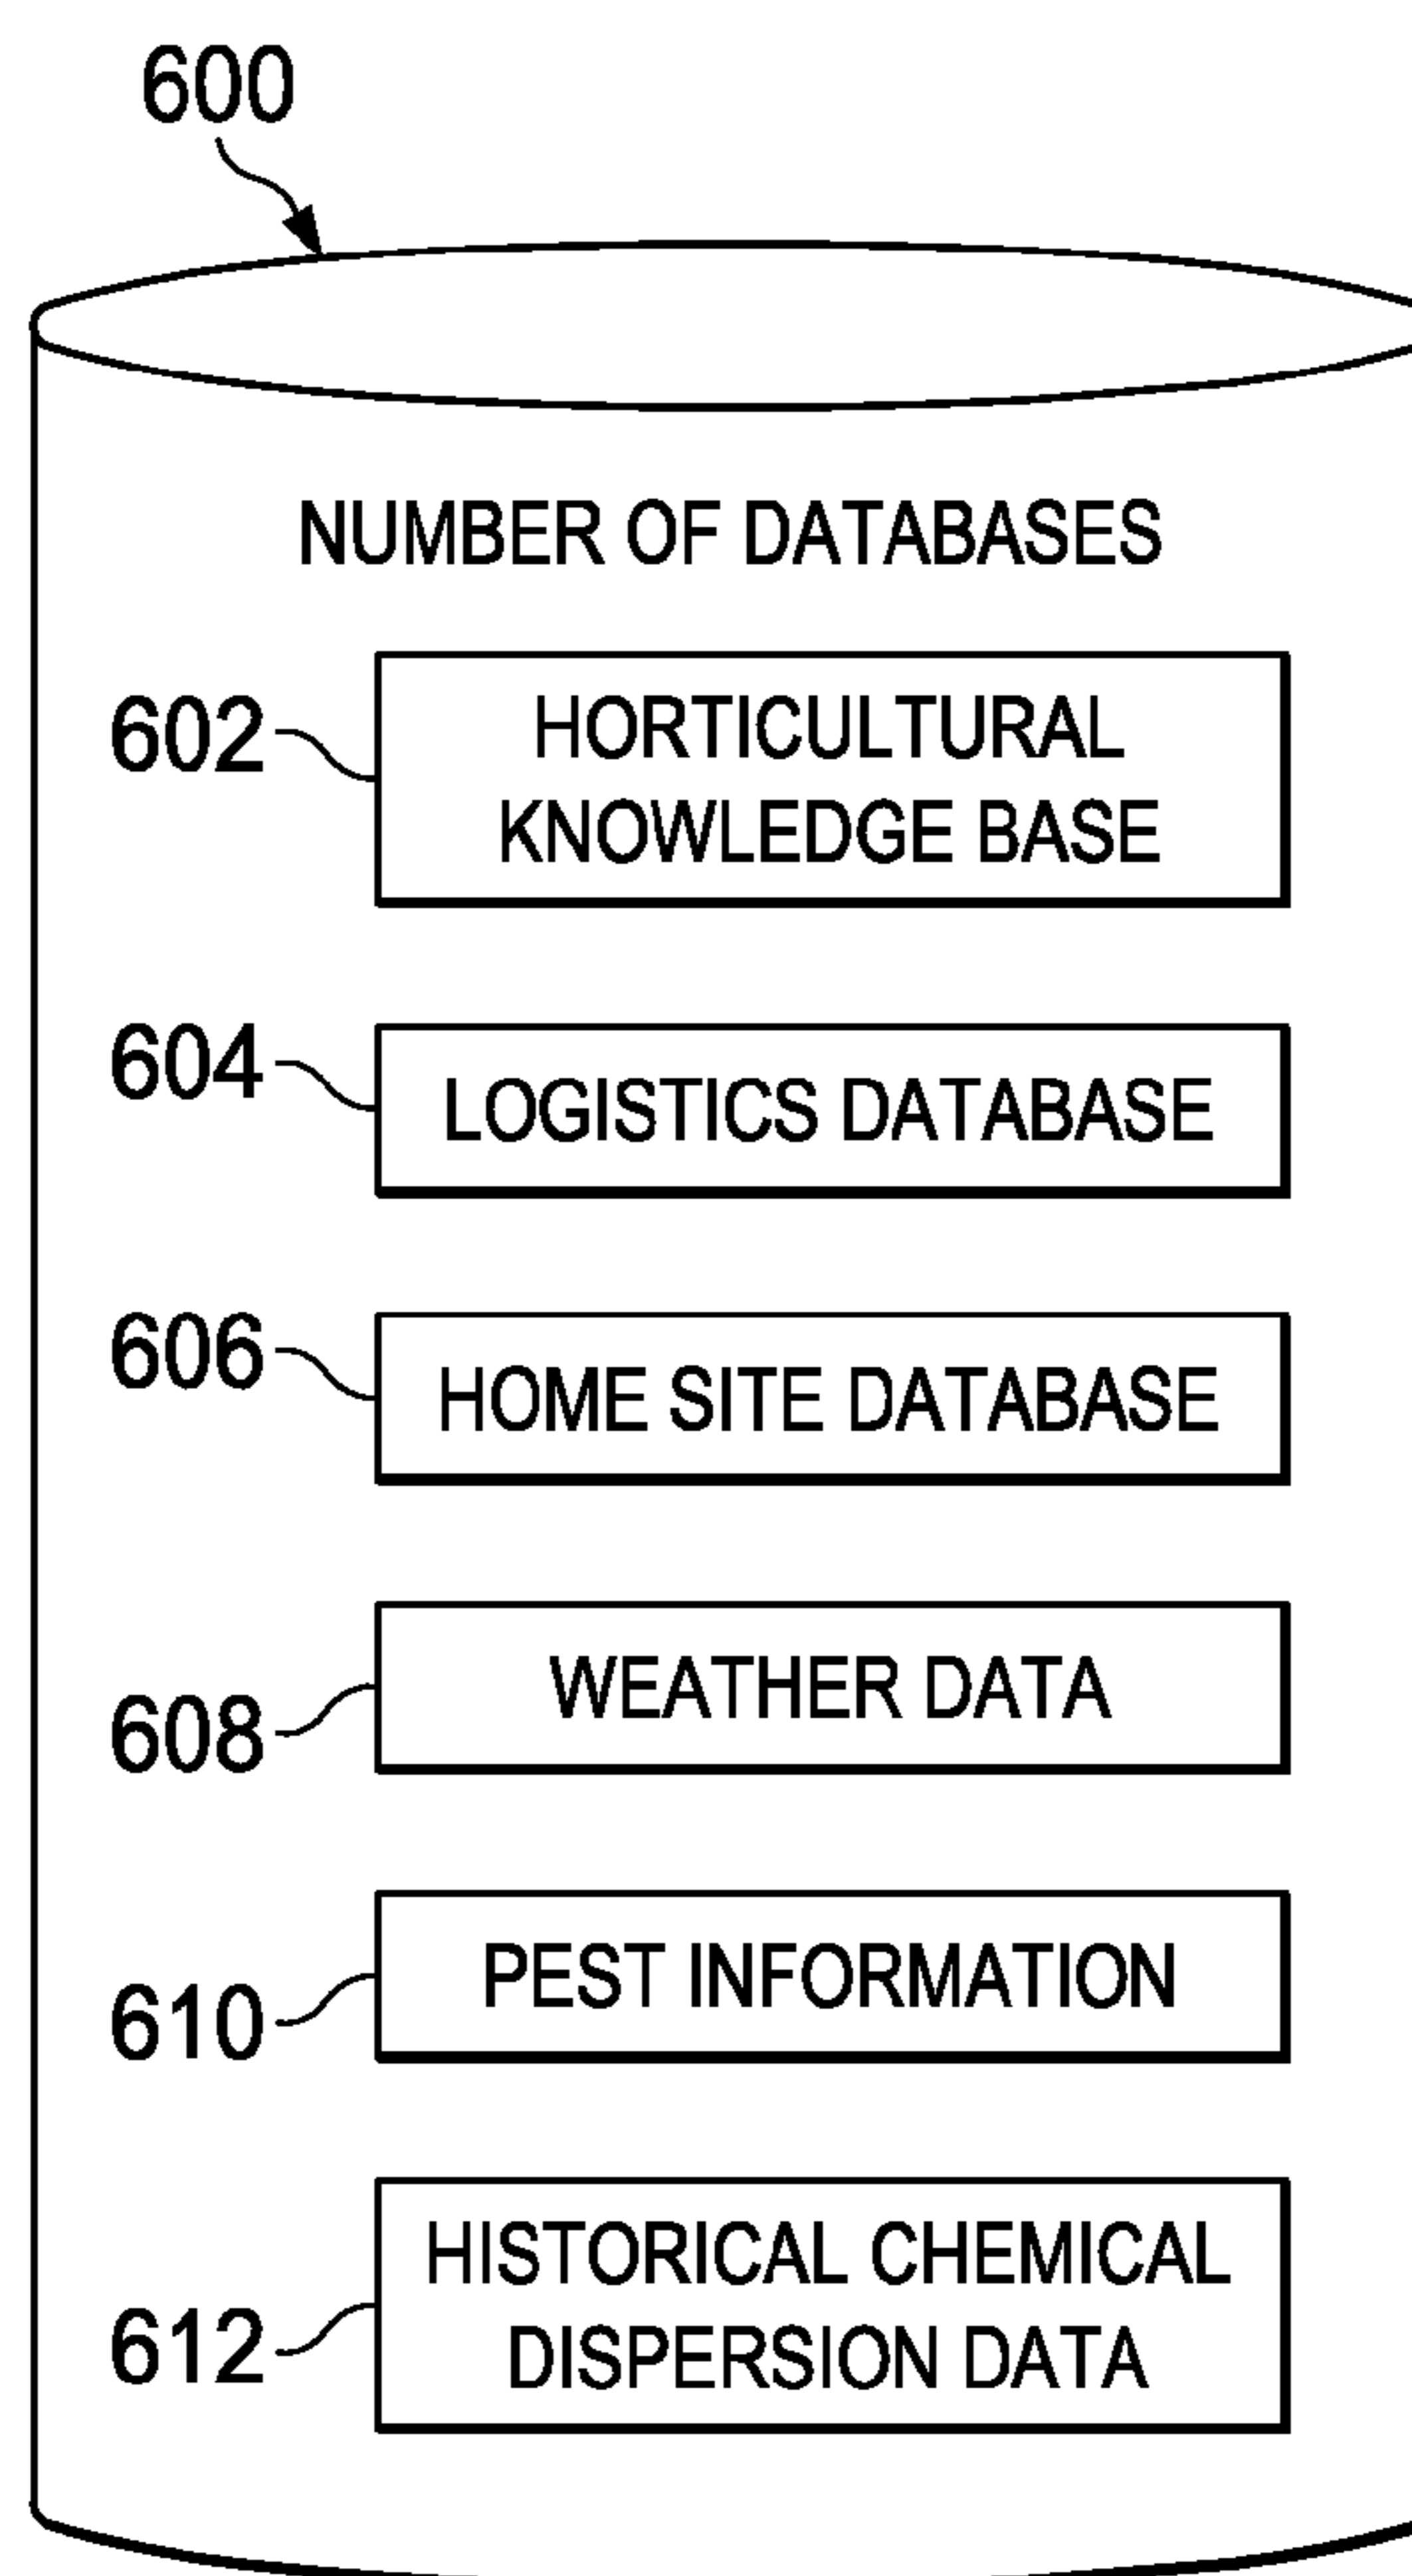 600
NUMBER OF DATABASES
602
HORTICULTURAL
KNOWLEDGE BASE
604
LOGISTICS DATABASE
606
HOME SITE DATABASE
608
WEATHER DATA
610
PEST INFORMATION
612
HISTORICAL CHEMICAL
DISPERSION DATA